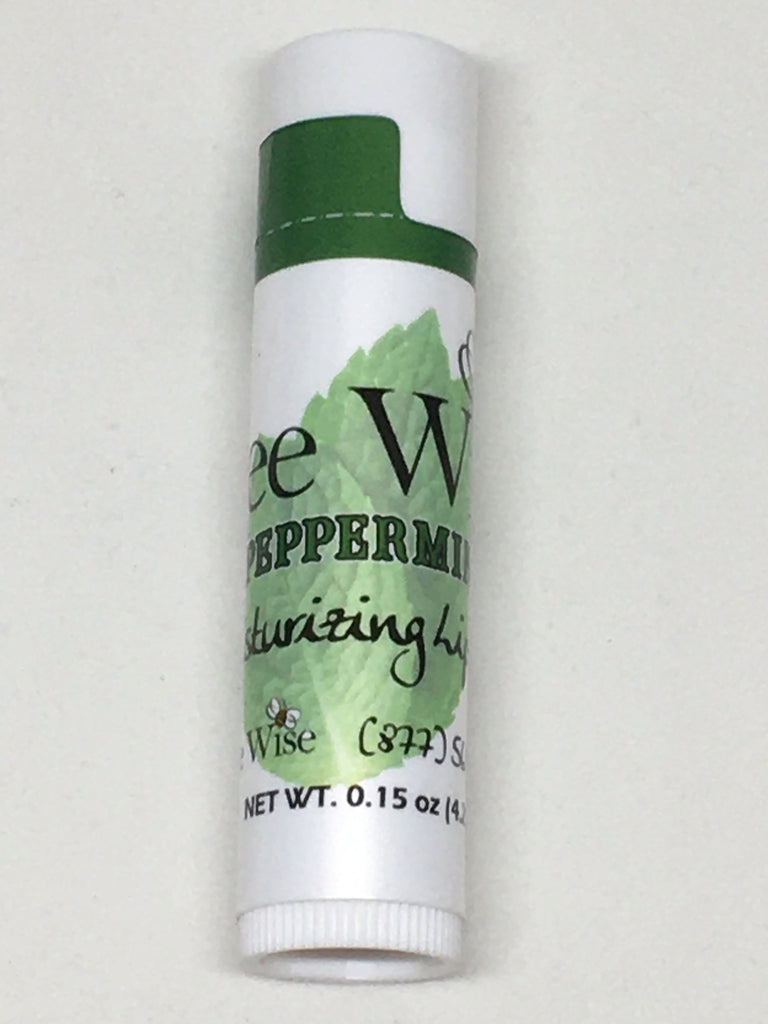 ee W
PEPPERMI
sturizing Li
Wise (877)
NET WT. 0.15 oz (4.